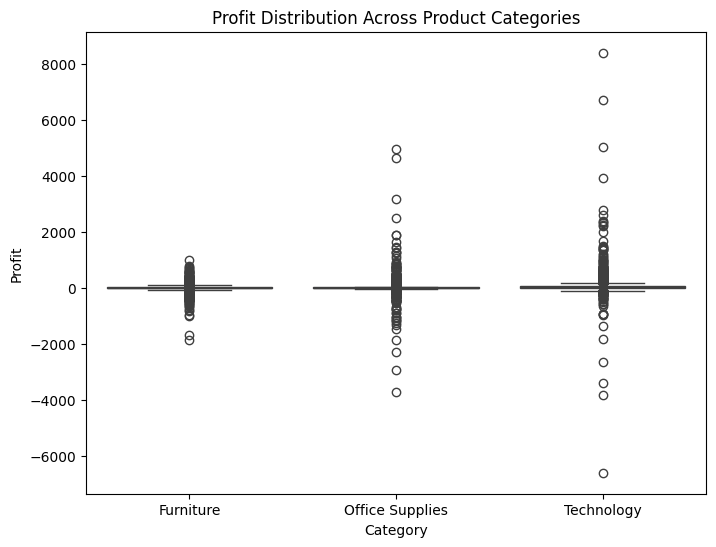 Profit Distribution Across Product Categories
8000
6000
4000
2000
0
−2000
−4000
−6000
Profit
Furniture Office Supplies Technology
Category